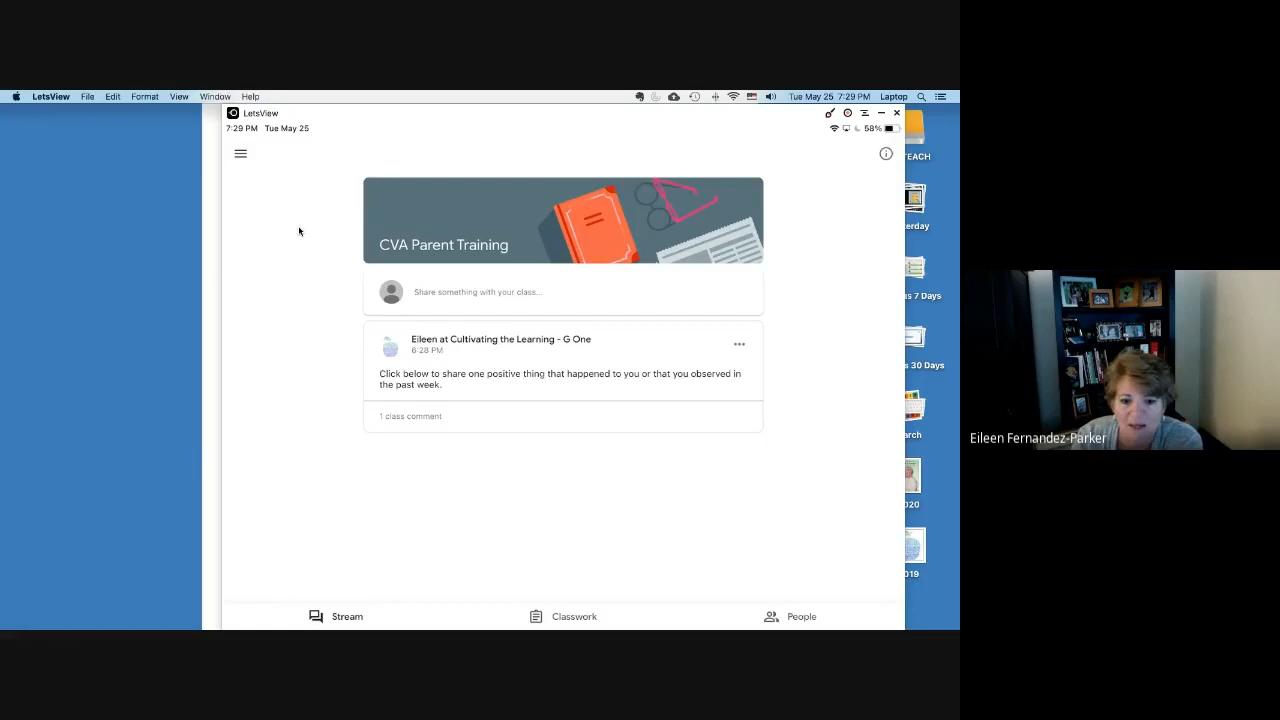 LetsView File Edit Format View Window Help Tue May 25 7:29 PM Laptop
LetsView
7:29 PM Tue May 25 58%
TEACH
CVA Parent Training
terday
Share something with your class...
s 7 Days
Eileen at Cultivating the Learning - G One
6:28 PM
Click below to share one positive thing that happened to you or that you observed in
the past week.
s 30 Days
1 class comment
arch
Eileen Fernandez-Parker
020
019
Stream Classwork People